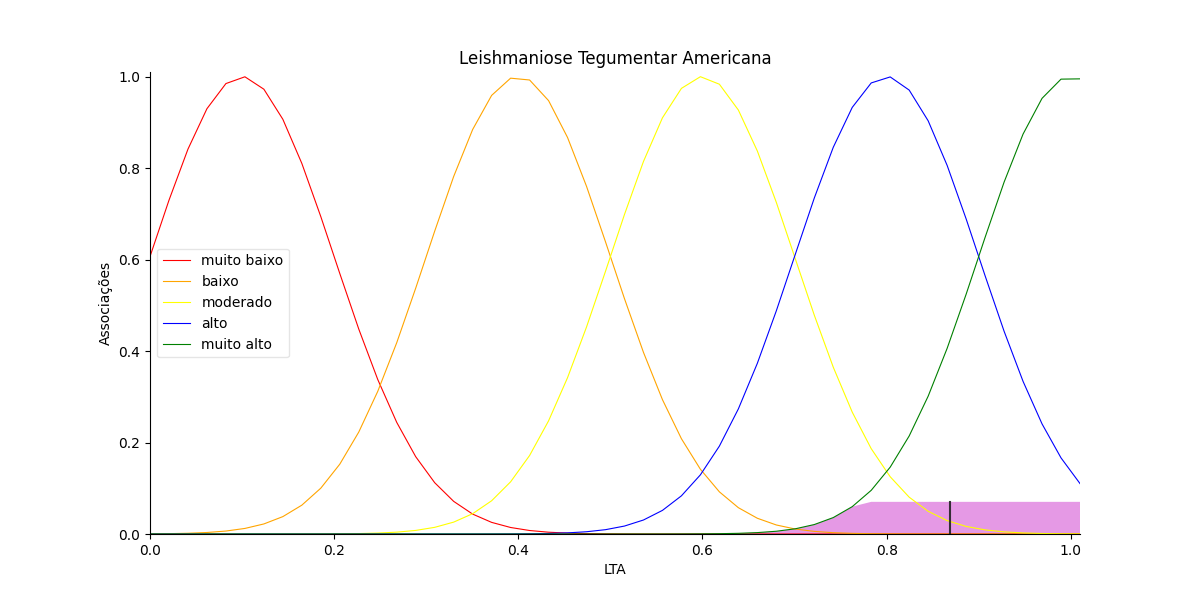 Leishmaniose Tegumentar Americana
1.0
0.8
0.6
0.4
0.2
0.0
Associações
muito baixo
baixo
moderado
alto
muito alto
0.0 0.2 0.4 0.6 0.8 1.0
LTA